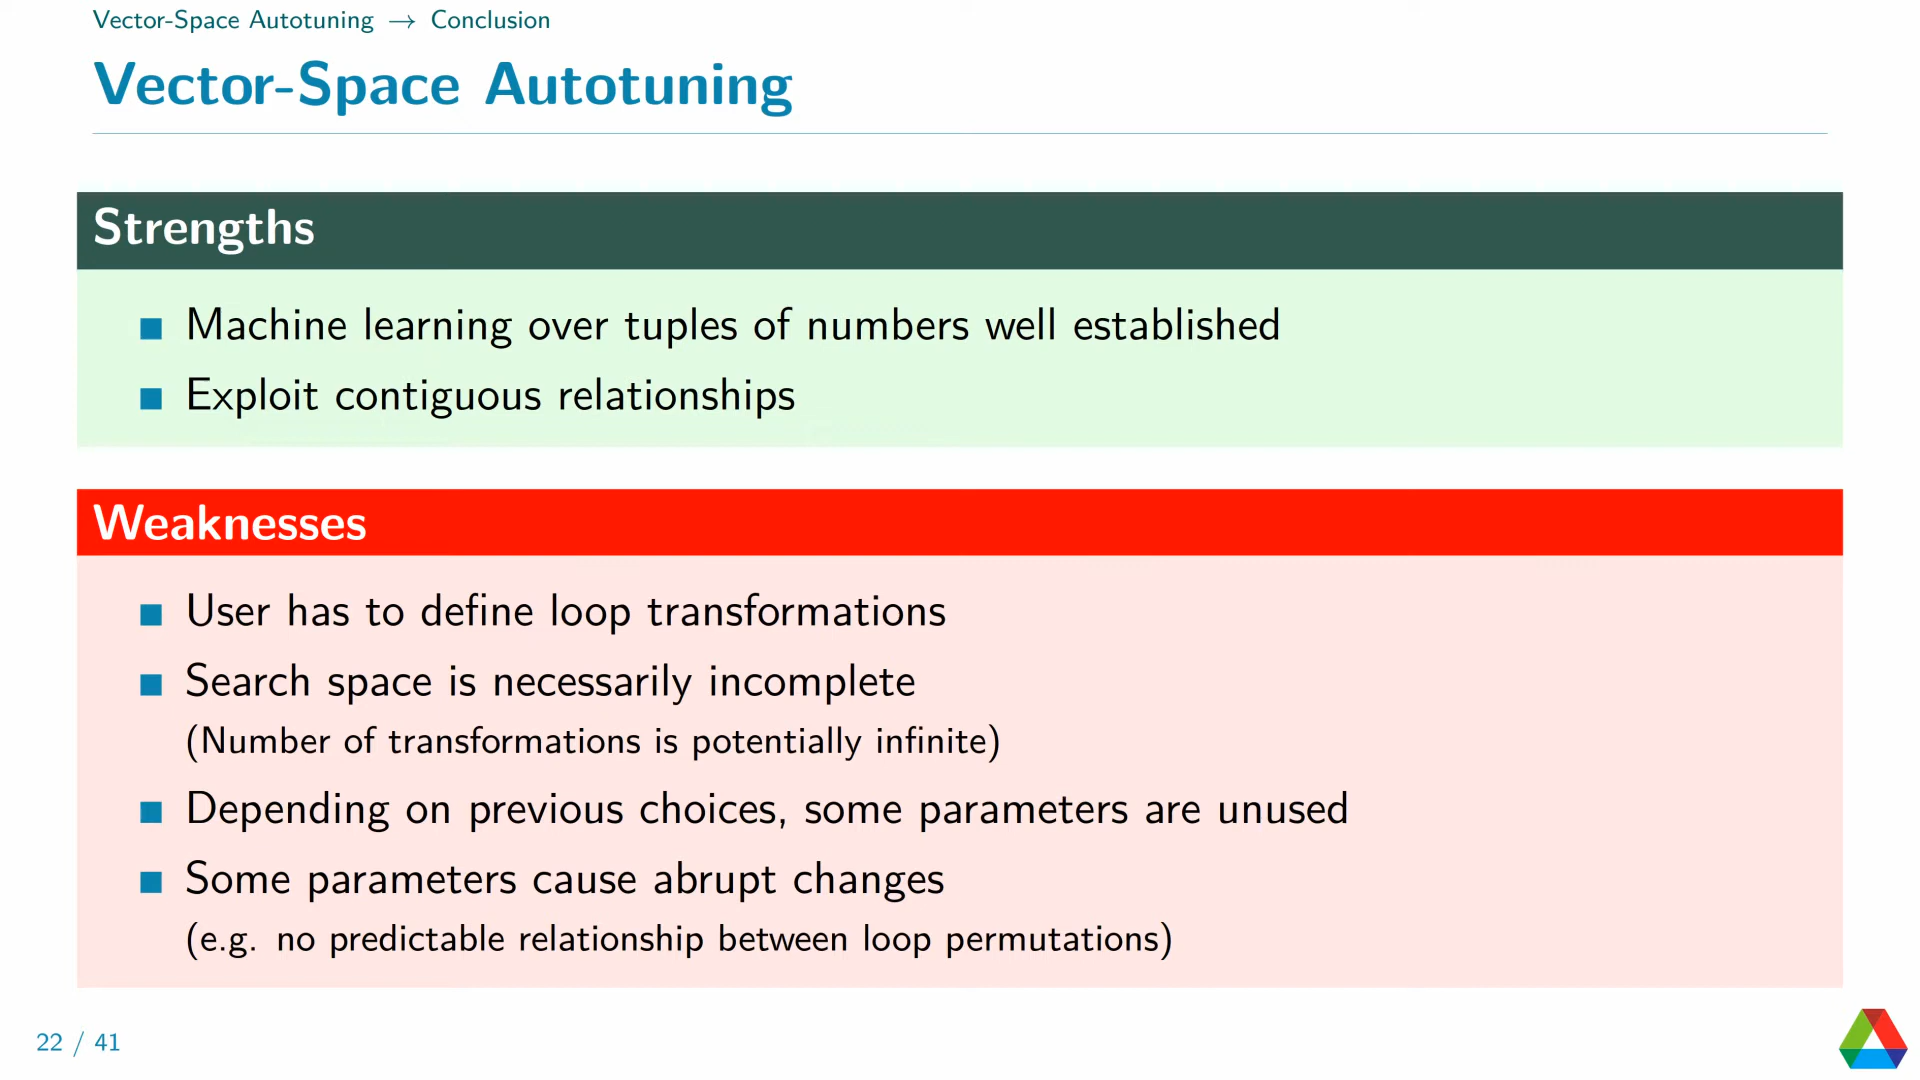 Vector-Space Autotuning → Conclusion
Vector-Space Autotuning
Strengths
Machine learning over tuples of numbers well established
Exploit contiguous relationships
Weaknesses
User has to define loop transformations
Search space is necessarily incomplete
(Number of transformations is potentially infinite)
Depending on previous choices, some parameters are unused
Some parameters cause abrupt changes
(e.g. no predictable relationship between loop permutations)
22 / 41